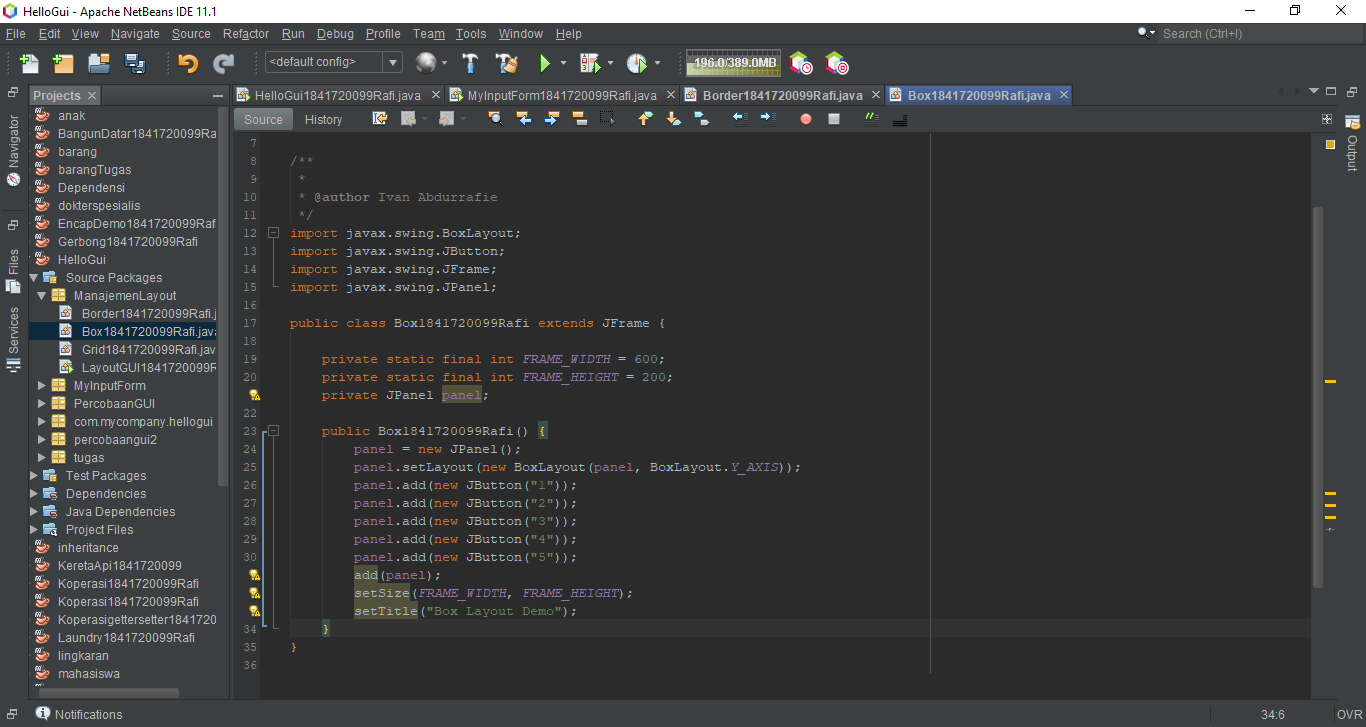 HelloGui - Apache NetBeans IDE 11.1
File Edit View Navigate Source Refactor Run Debug Profile Team Tools Window Help
Search (Ctrl+I)
<default config>
196.0/389.0MB
Projects
HelloGui1841720099Rafi.java
MyInputForm1841720099Rafi.java
Border1841720099Rafi.java
Box1841720099Rafi.java
Source History
Navigator
Files
Services
Output
anak
BangunDatar1841720099Ra
barang
barangTugas
Dependensi
dokterspesialis
EncapDemo1841720099Raf
Gerbong1841720099Rafi
HelloGui
Source Packages
ManajemenLayout
Border1841720099Rafi.j
Box1841720099Rafi.java
Grid1841720099Rafi.jav
LayoutGUI1841720099R
MyInputForm
PercobaanGUI
com.mycompany.hellogui
percobaangui2
tugas
Test Packages
Dependencies
Java Dependencies
Project Files
inheritance
KeretaApi1841720099
Koperasi1841720099Rafi
Koperasi1841720099Rafi
Koperasigettersetter184172​0
Laundry1841720099Rafi
lingkaran
mahasiswa
7
8 /**
9 *
10 * @author Ivan Abdurrafie
11 */
12 import javax.swing.BoxLayout;
13 import javax.swing.JButton;
14 import javax.swing.JFrame;
15 import javax.swing.JPanel;
16
17 public class Box1841720099Rafi extends JFrame {
18
19 private static final int FRAME_WIDTH = 600;
20 private static final int FRAME_HEIGHT = 200;
private JPanel panel;
22
23 public Box1841720099Rafi() {
24 panel = new JPanel();
25 panel.setLayout(new BoxLayout(panel, BoxLayout.Y_AXIS));
26 panel.add(new JButton("1"));
27 panel.add(new JButton("2"));
28 panel.add(new JButton("3"));
29 panel.add(new JButton("4"));
30 panel.add(new JButton("5"));
add(panel);
setSize(FRAME_WIDTH, FRAME_HEIGHT);
setTitle("Box Layout Demo");
34 }
35 }
36
Notifications
34:6
OVR